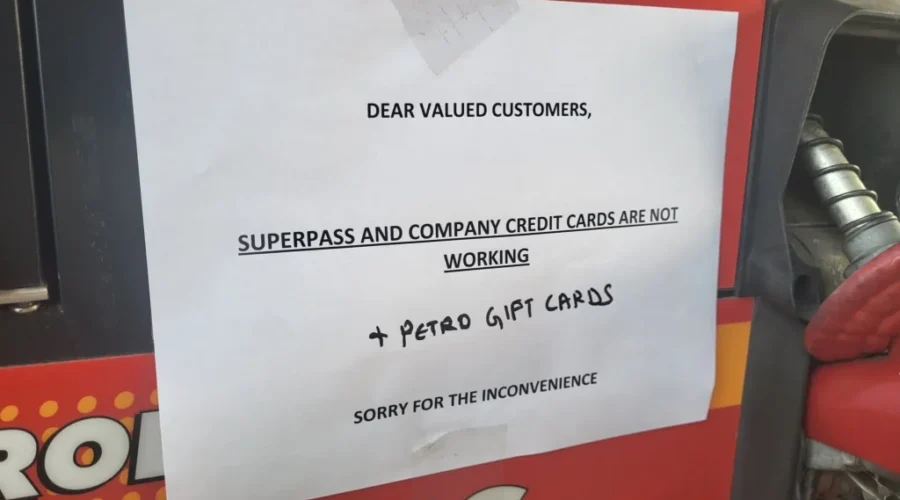 DEAR VALUED CUSTOMERS,
SUPERPASS AND COMPANY CREDIT CARDS ARE NOT
WORKING
+ PETRO GIFT CARDS
SORRY FOR THE INCONVENIENCE